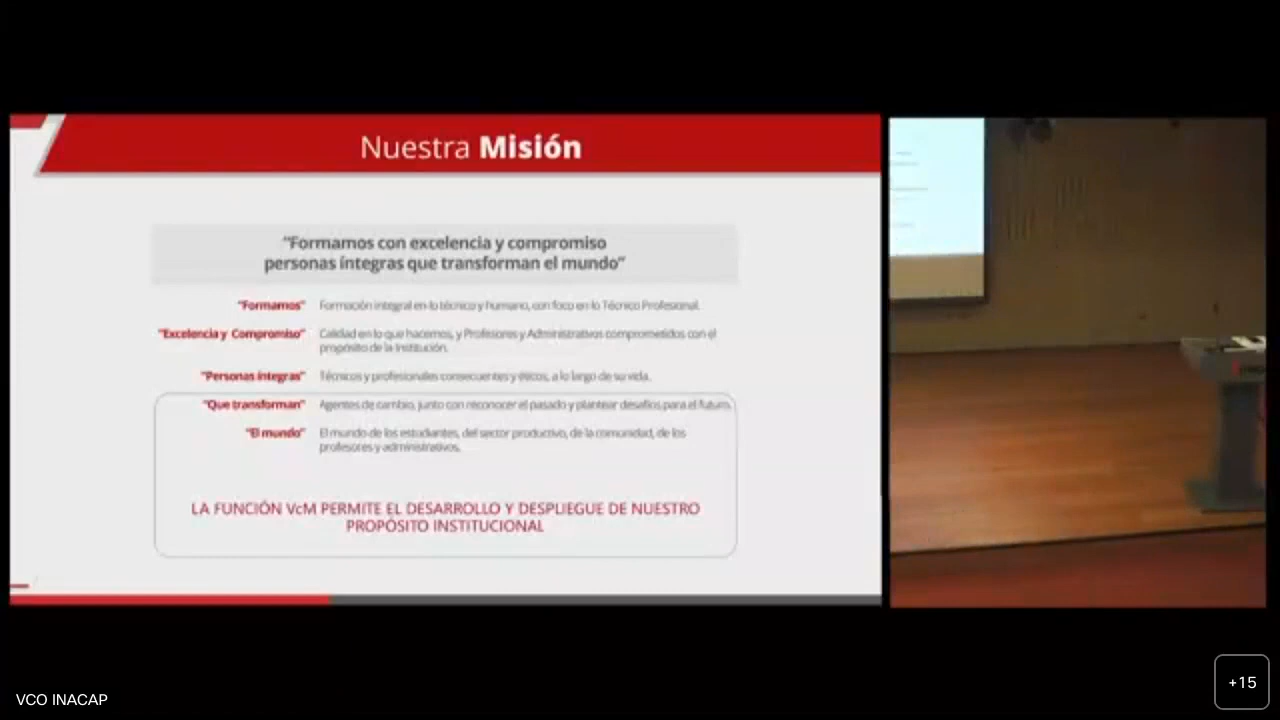 Nuestra Misión
"Formamos con excelencia y compromiso
personas íntegras que transforman el mundo"
"Formamos" Formación integral en lo técnico y humano, con foco en lo Técnico Profesional.
"Excelencia y Compromiso" Calidad en lo que hacemos, y Profesores y Administrativos comprometidos con el
propósito de la Institución.
"Personas íntegras" Técnicos y profesionales consecuentes y éticos, a lo largo de su vida.
"Que transforman" Agentes de cambio, junto con reconocer el pasado y plantear desafíos para el futuro.
"El mundo" El mundo de los estudiantes, del sector productivo, de la comunidad, de los
profesores y administrativos.
LA FUNCIÓN VcM PERMITE EL DESARROLLO Y DESPLIEGUE DE NUESTRO
PROPÓSITO INSTITUCIONAL
VCO INACAP
+15